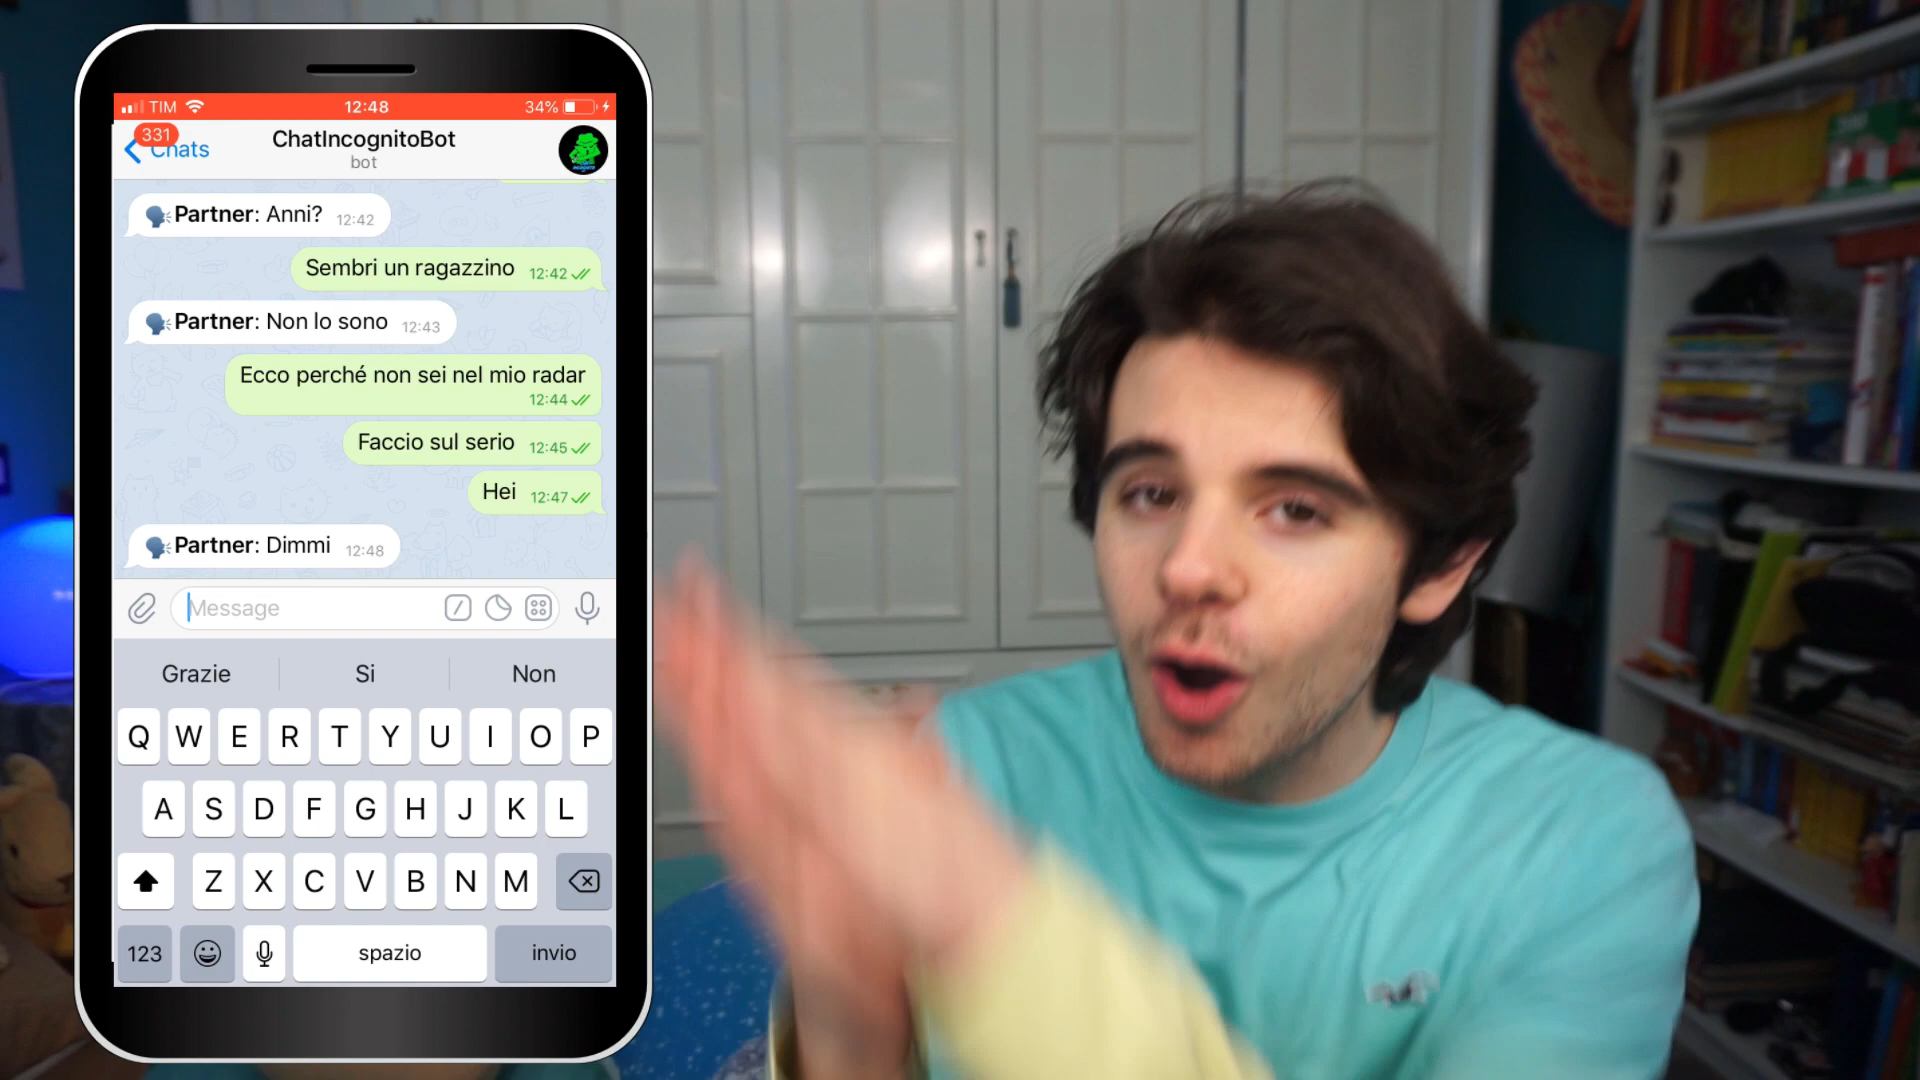 TIM 12:48 34%
331
Chats
ChatIncognitoBot
bot
Partner: Anni? 12:42
Sembri un ragazzino 12:42
Partner: Non lo sono 12:43
Ecco perché non sei nel mio radar
12:44
Faccio sul serio 12:45
Hei 12:47
Partner: Dimmi 12:48
Message
Grazie Si Non
Q W E R T Y U I O P
A S D F G H J K L
Z X C V B N M
123 spazio invio